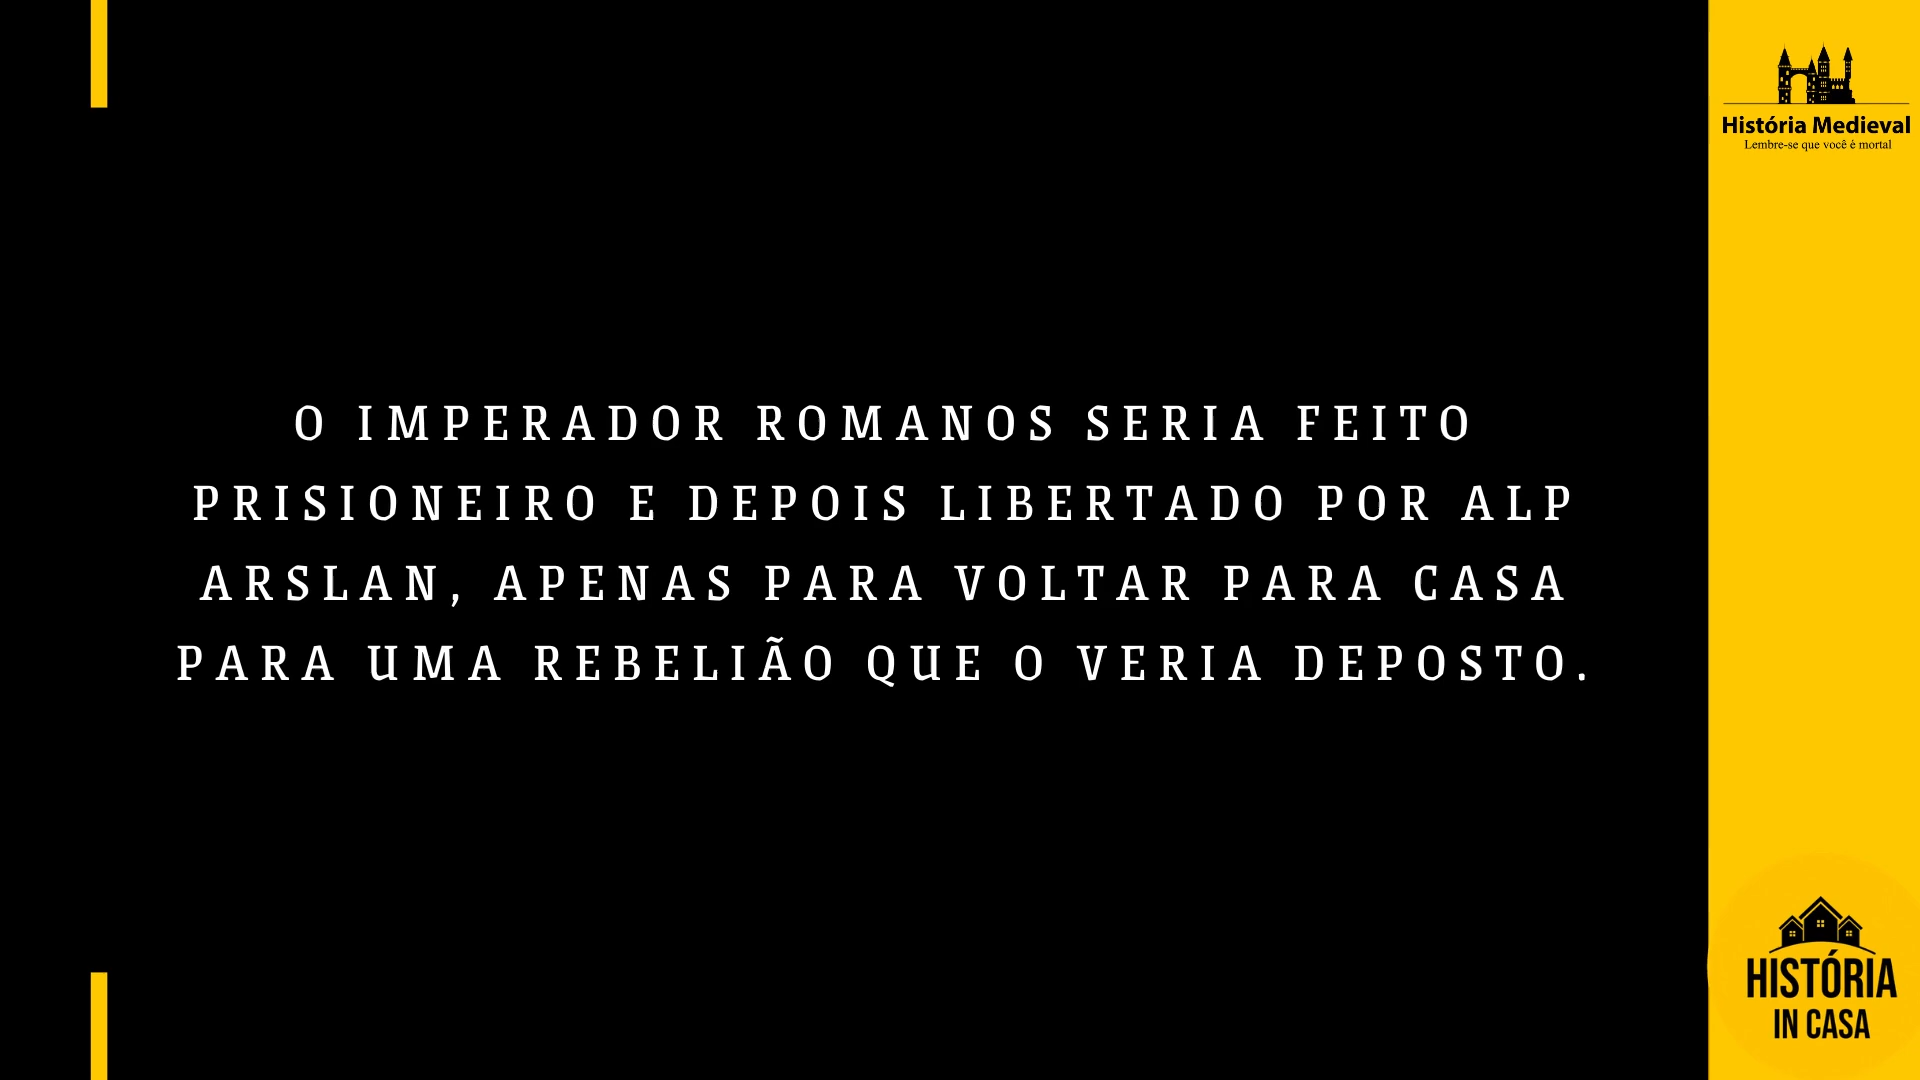 O IMPERADOR ROMANOS SERIA FEITO
PRISIONEIRO E DEPOIS LIBERTADO POR ALP
ARSLAN, APENAS PARA VOLTAR PARA CASA
PARA UMA REBELIÃO QUE O VERIA DEPOSTO.
História Medieval
Lembre-se que você é mortal
HISTÓRIA
IN CASA